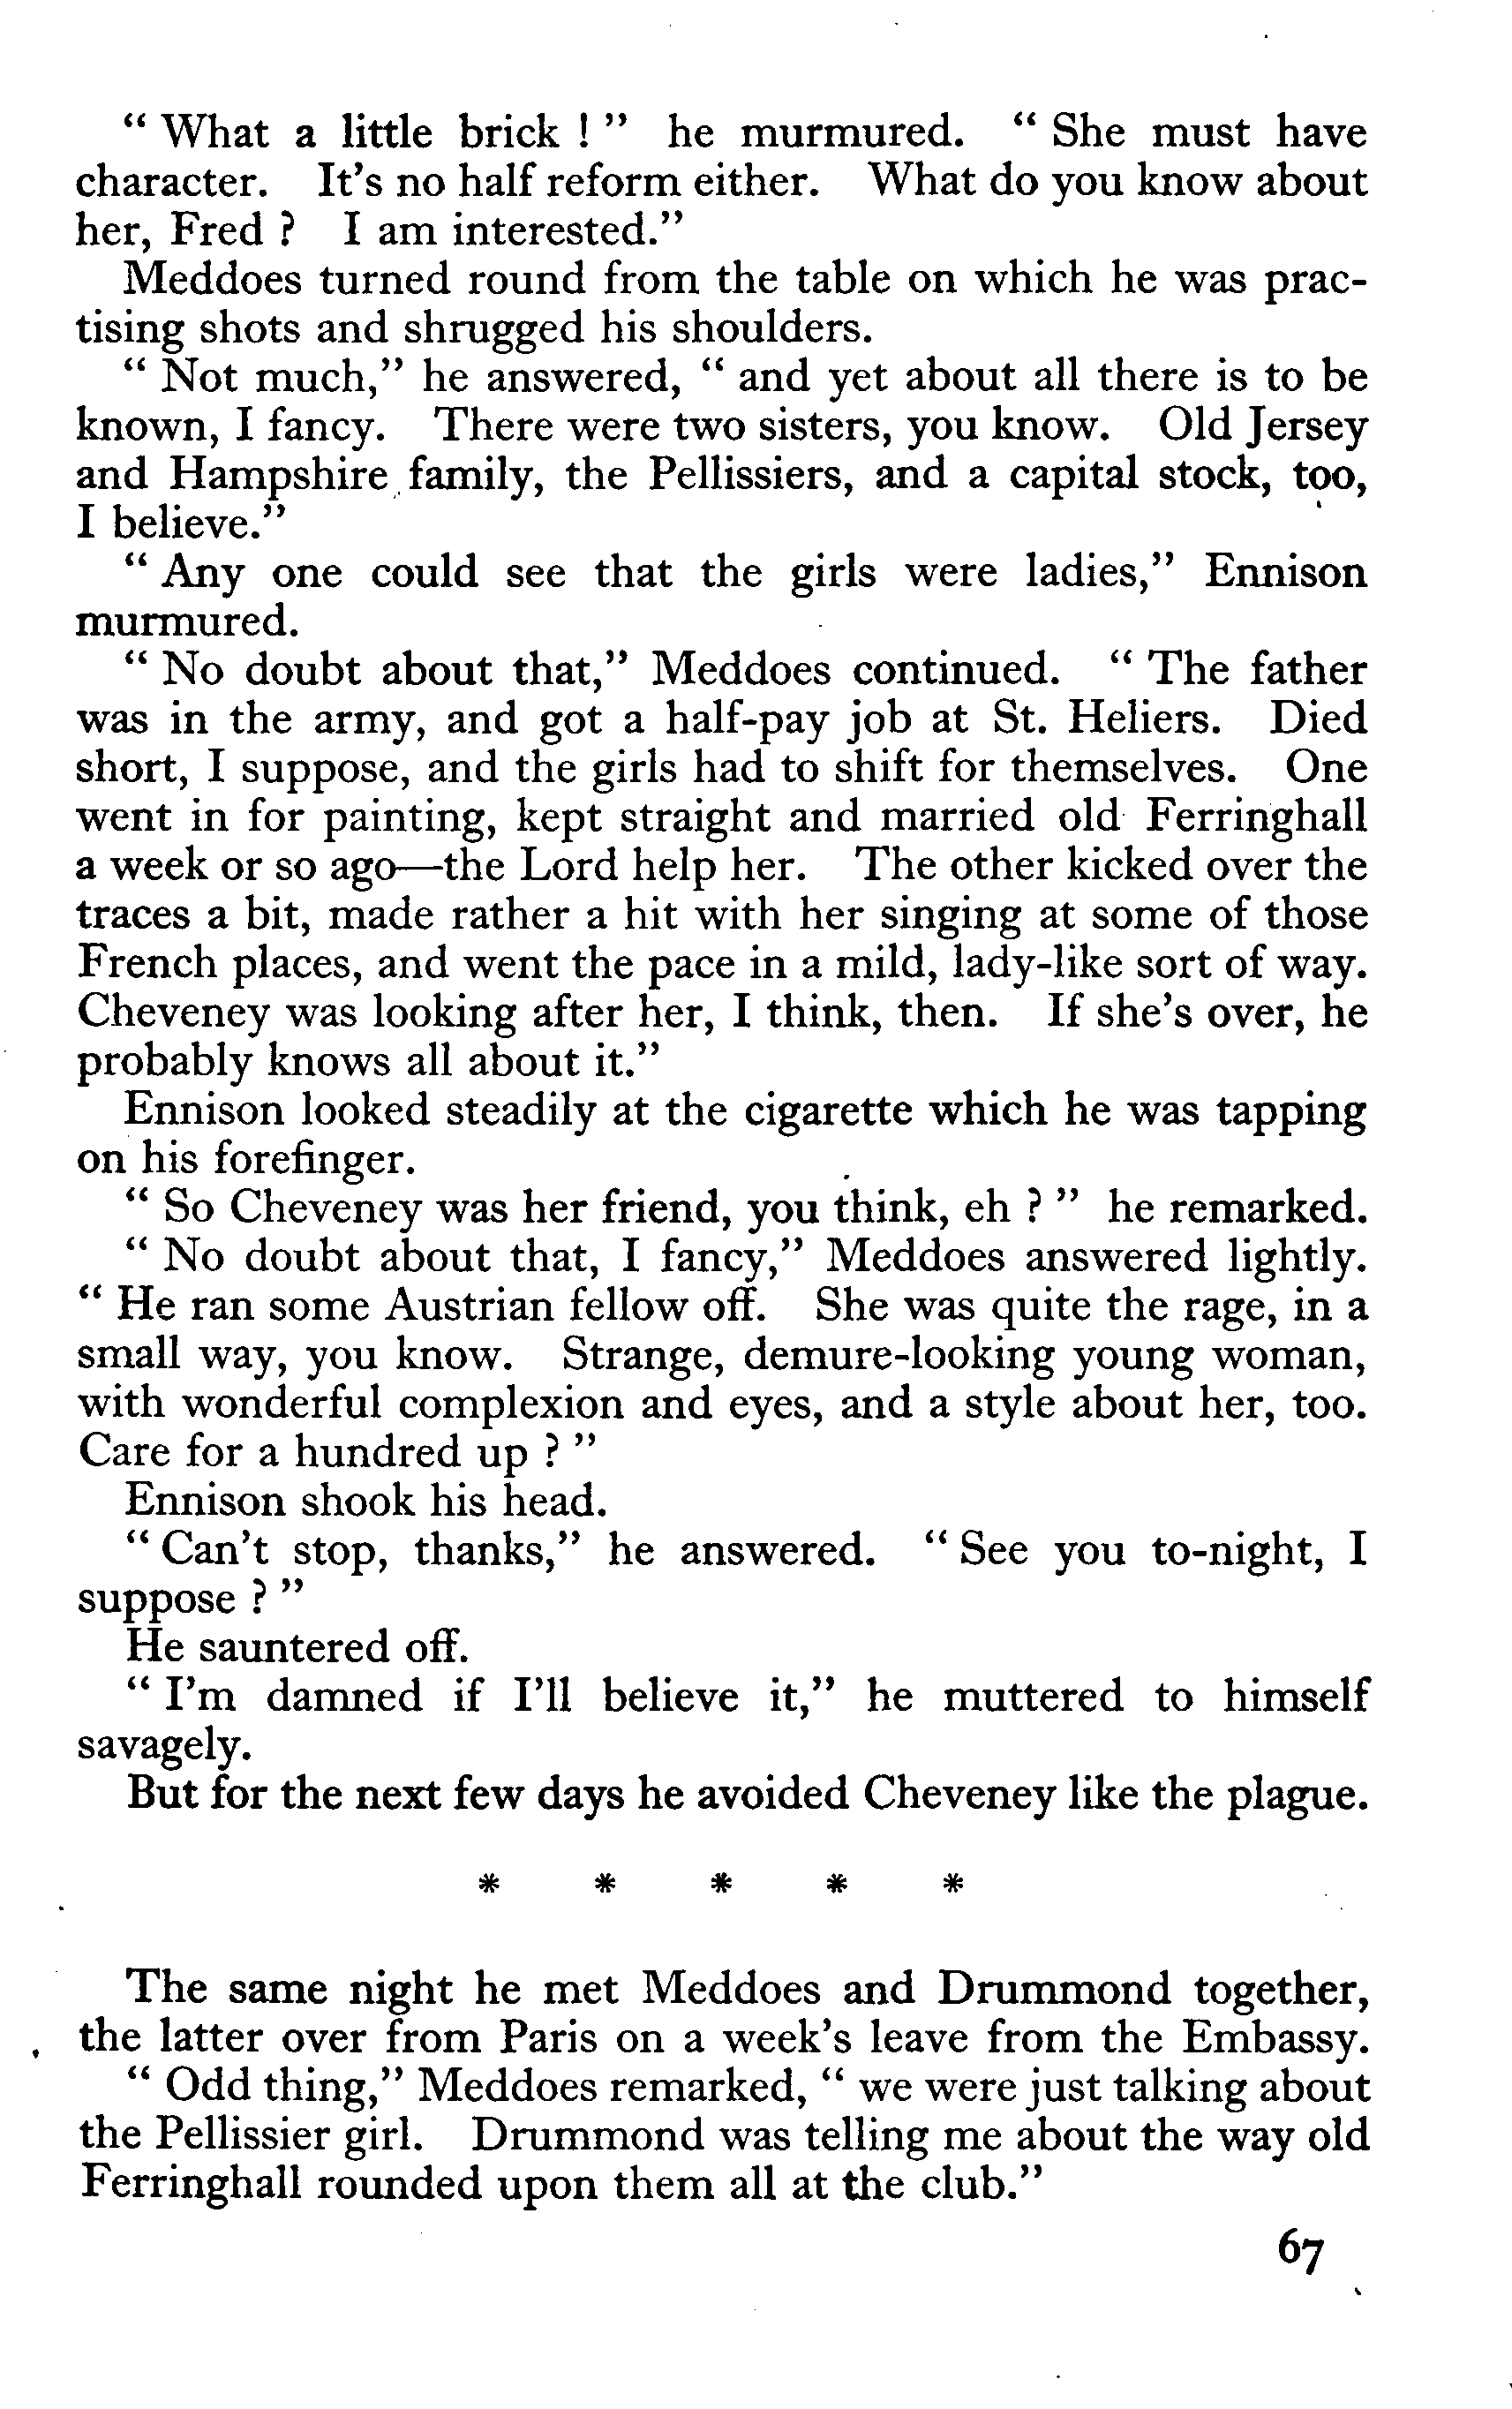 " What a little brick ! " he murmured. " She must have
character. It's no half reform either. What do you know about
her, Fred ? I am interested."
Meddoes turned round from the table on which he was prac-
tising shots and shrugged his shoulders.
" Not much," he answered, " and yet about all there is to be
known, I fancy. There were two sisters, you know. Old Jersey
and Hampshire family, the Pellissiers, and a capital stock, too,
I believe."
" Any one could see that the girls were ladies," Ennison
murmured.
" No doubt about that," Meddoes continued. " The father
was in the army, and got a half-pay job at St. Heliers. Died
short, I suppose, and the girls had to shift for themselves. One
went in for painting, kept straight and married old Ferringhall
a week or so ago—the Lord help her. The other kicked over the
traces a bit, made rather a hit with her singing at some of those
French places, and went the pace in a mild, lady-like sort of way.
Cheveney was looking after her, I think, then. If she's over, he
probably knows all about it."
Ennison looked steadily at the cigarette which he was tapping
on his forefinger.
" So Cheveney was her friend, you think, eh ? " he remarked.
" No doubt about that, I fancy," Meddoes answered lightly.
" He ran some Austrian fellow off. She was quite the rage, in a
small way, you know. Strange, demure-looking young woman,
with wonderful complexion and eyes, and a style about her, too.
Care for a hundred up ? "
Ennison shook his head.
" Can't stop, thanks," he answered. " See you to-night, I
suppose ? "
He sauntered off.
" I'm damned if I'll believe it," he muttered to himself
savagely.
But for the next few days he avoided Cheveney like the plague.
* * * * *
The same night he met Meddoes and Drummond together,
the latter over from Paris on a week's leave from the Embassy.
" Odd thing," Meddoes remarked, " we were just talking about
the Pellissier girl. Drummond was telling me about the way old
Ferringhall rounded upon them all at the club."
67